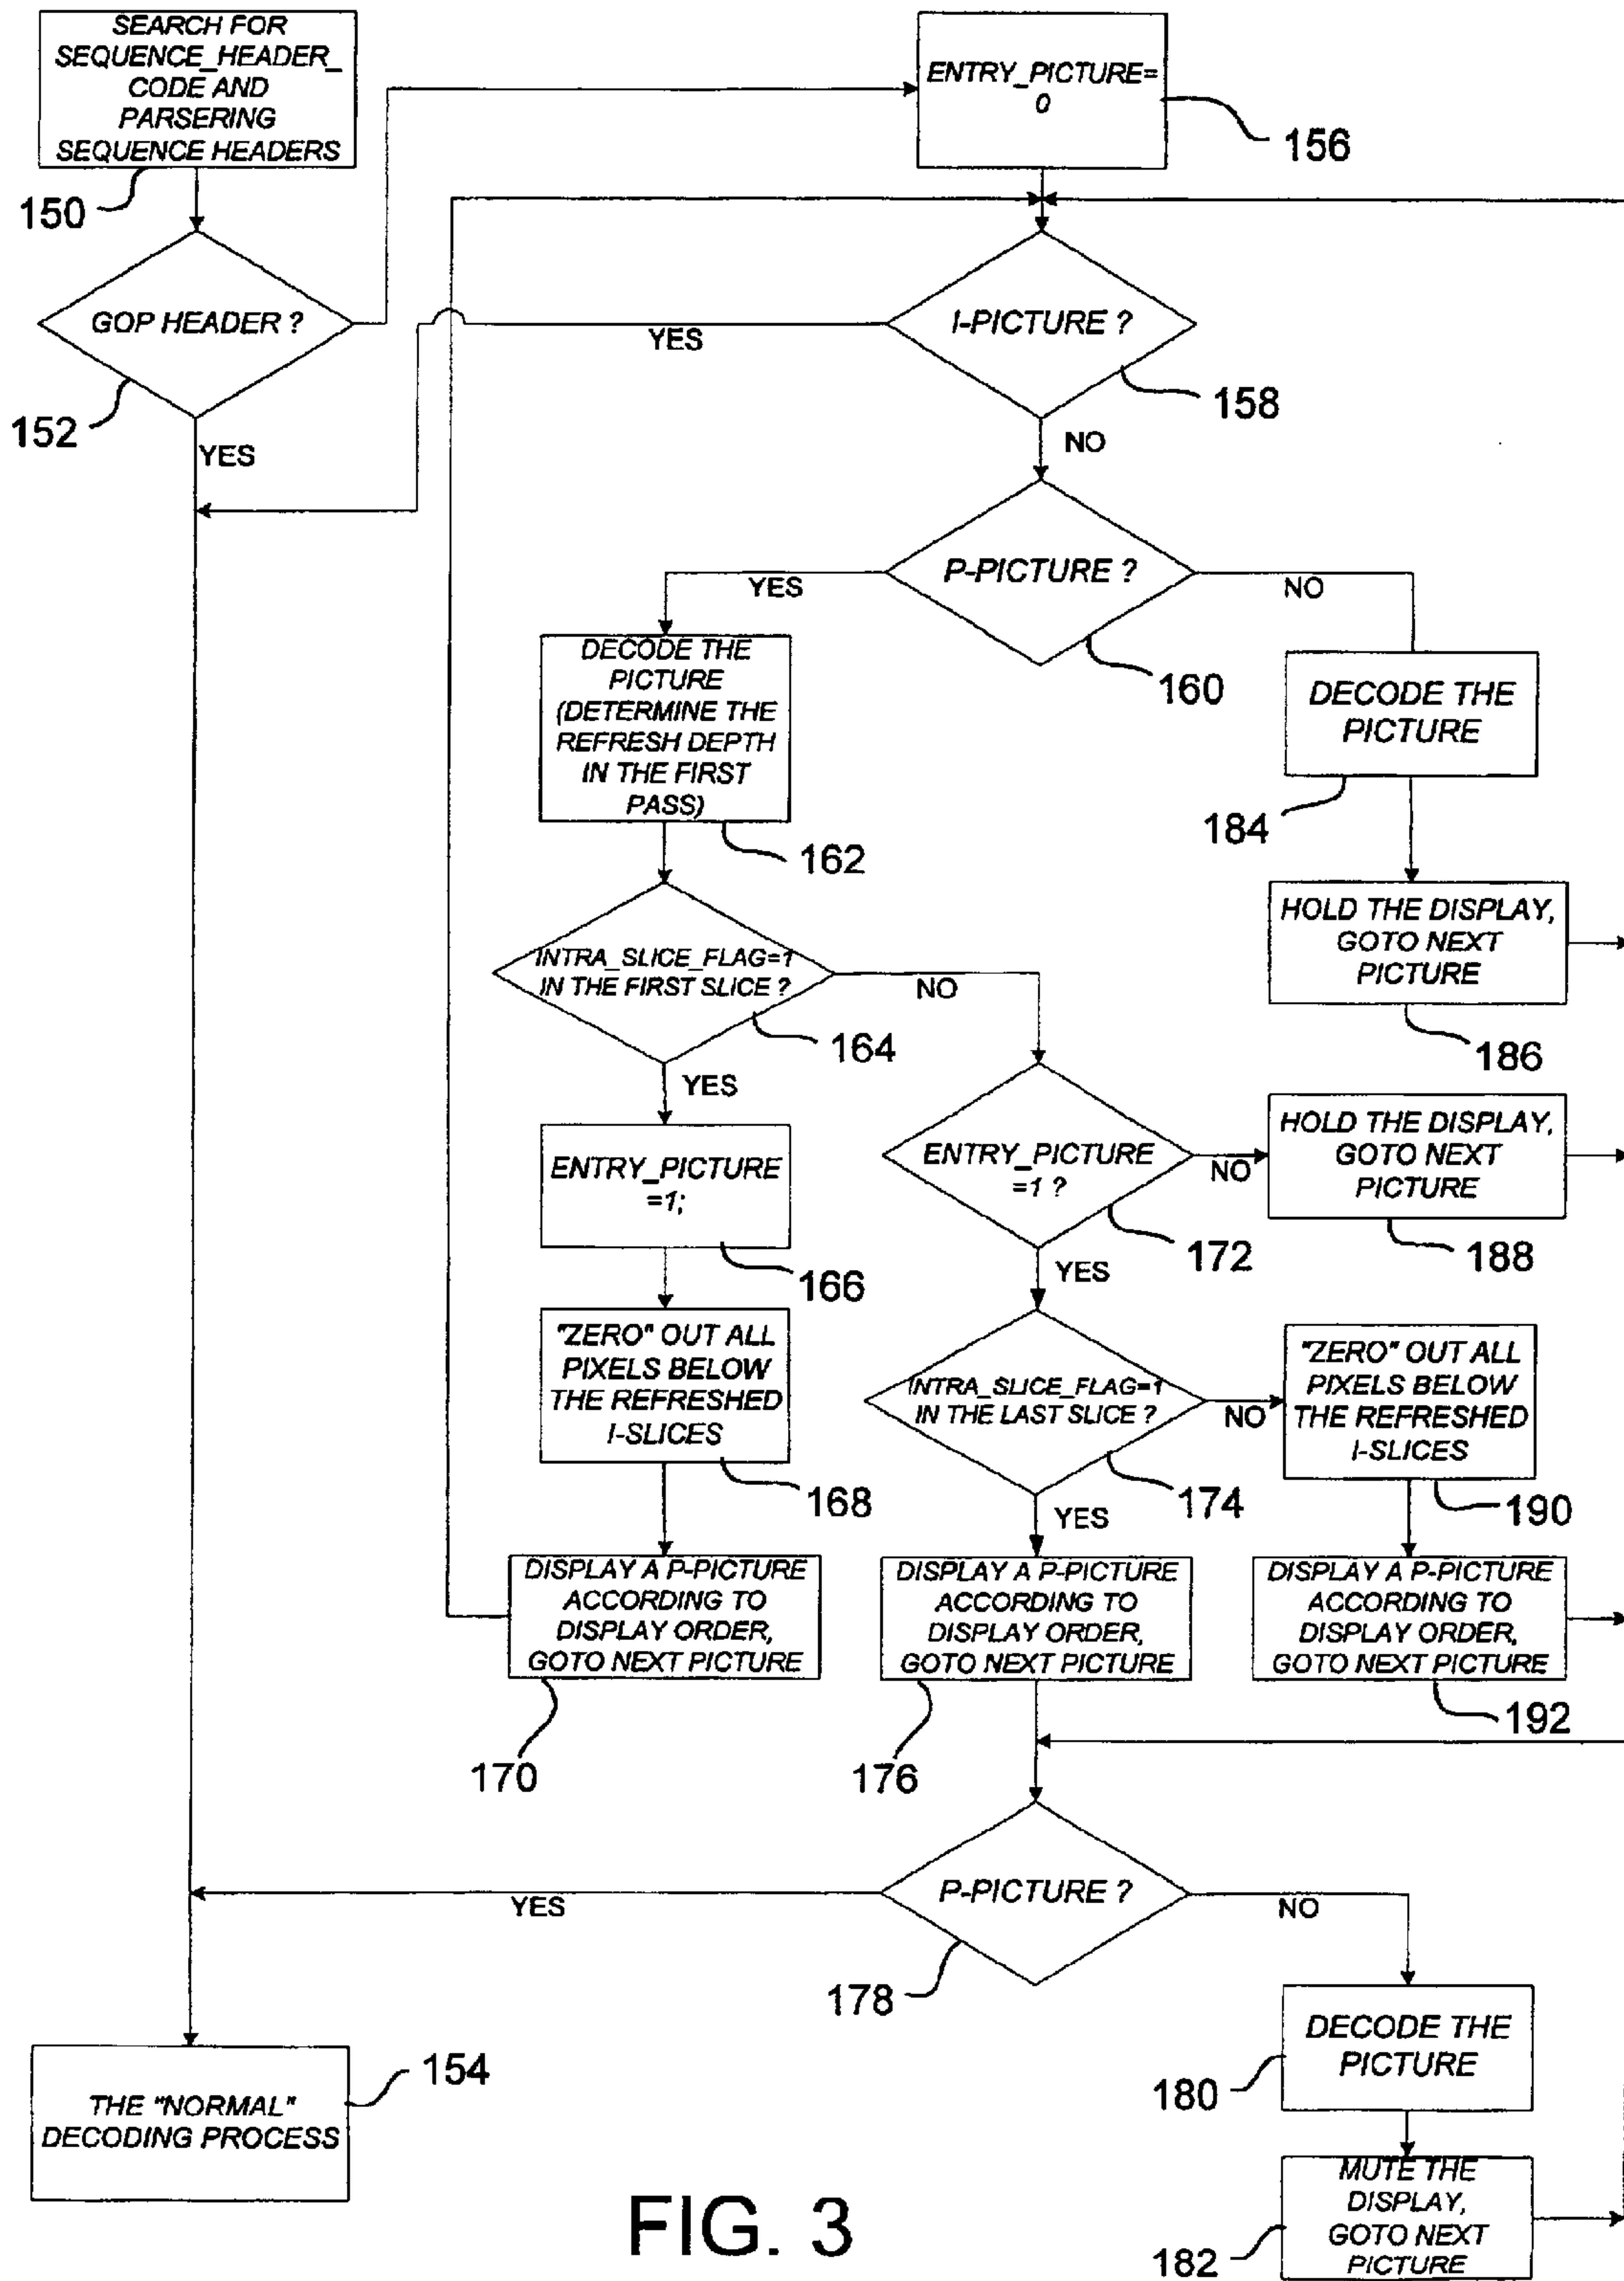 SEARCH FOR
SEQUENCE_HEADER_
CODE AND
PARSERING
SEQUENCE HEADERS
150
GOP HEADER ?
152
YES
ENTRY_PICTURE=
0
156
I-PICTURE ?
YES
158
NO
P-PICTURE ?
YES
NO
160
DECODE THE
PICTURE
(DETERMINE THE
REFRESH DEPTH
IN THE FIRST
PASS)
162
DECODE THE
PICTURE
184
HOLD THE DISPLAY,
GOTO NEXT
PICTURE
186
INTRA_SLICE_FLAG=1
IN THE FIRST SLICE ?
NO
164
YES
ENTRY_PICTURE
=1;
166
ENTRY_PICTURE
=1 ?
NO
172
YES
HOLD THE DISPLAY,
GOTO NEXT
PICTURE
188
"ZERO" OUT ALL
PIXELS BELOW
THE REFRESHED
I-SLICES
168
INTRA_SLICE_FLAG=1
IN THE LAST SLICE ?
NO
174
YES
"ZERO" OUT ALL
PIXELS BELOW
THE REFRESHED
I-SLICES
190
DISPLAY A P-PICTURE
ACCORDING TO
DISPLAY ORDER,
GOTO NEXT PICTURE
170
DISPLAY A P-PICTURE
ACCORDING TO
DISPLAY ORDER,
GOTO NEXT PICTURE
176
DISPLAY A P-PICTURE
ACCORDING TO
DISPLAY ORDER,
GOTO NEXT PICTURE
192
P-PICTURE ?
YES
NO
178
DECODE THE
PICTURE
180
MUTE THE
DISPLAY,
GOTO NEXT
PICTURE
182
THE "NORMAL"
DECODING PROCESS
154
FIG. 3